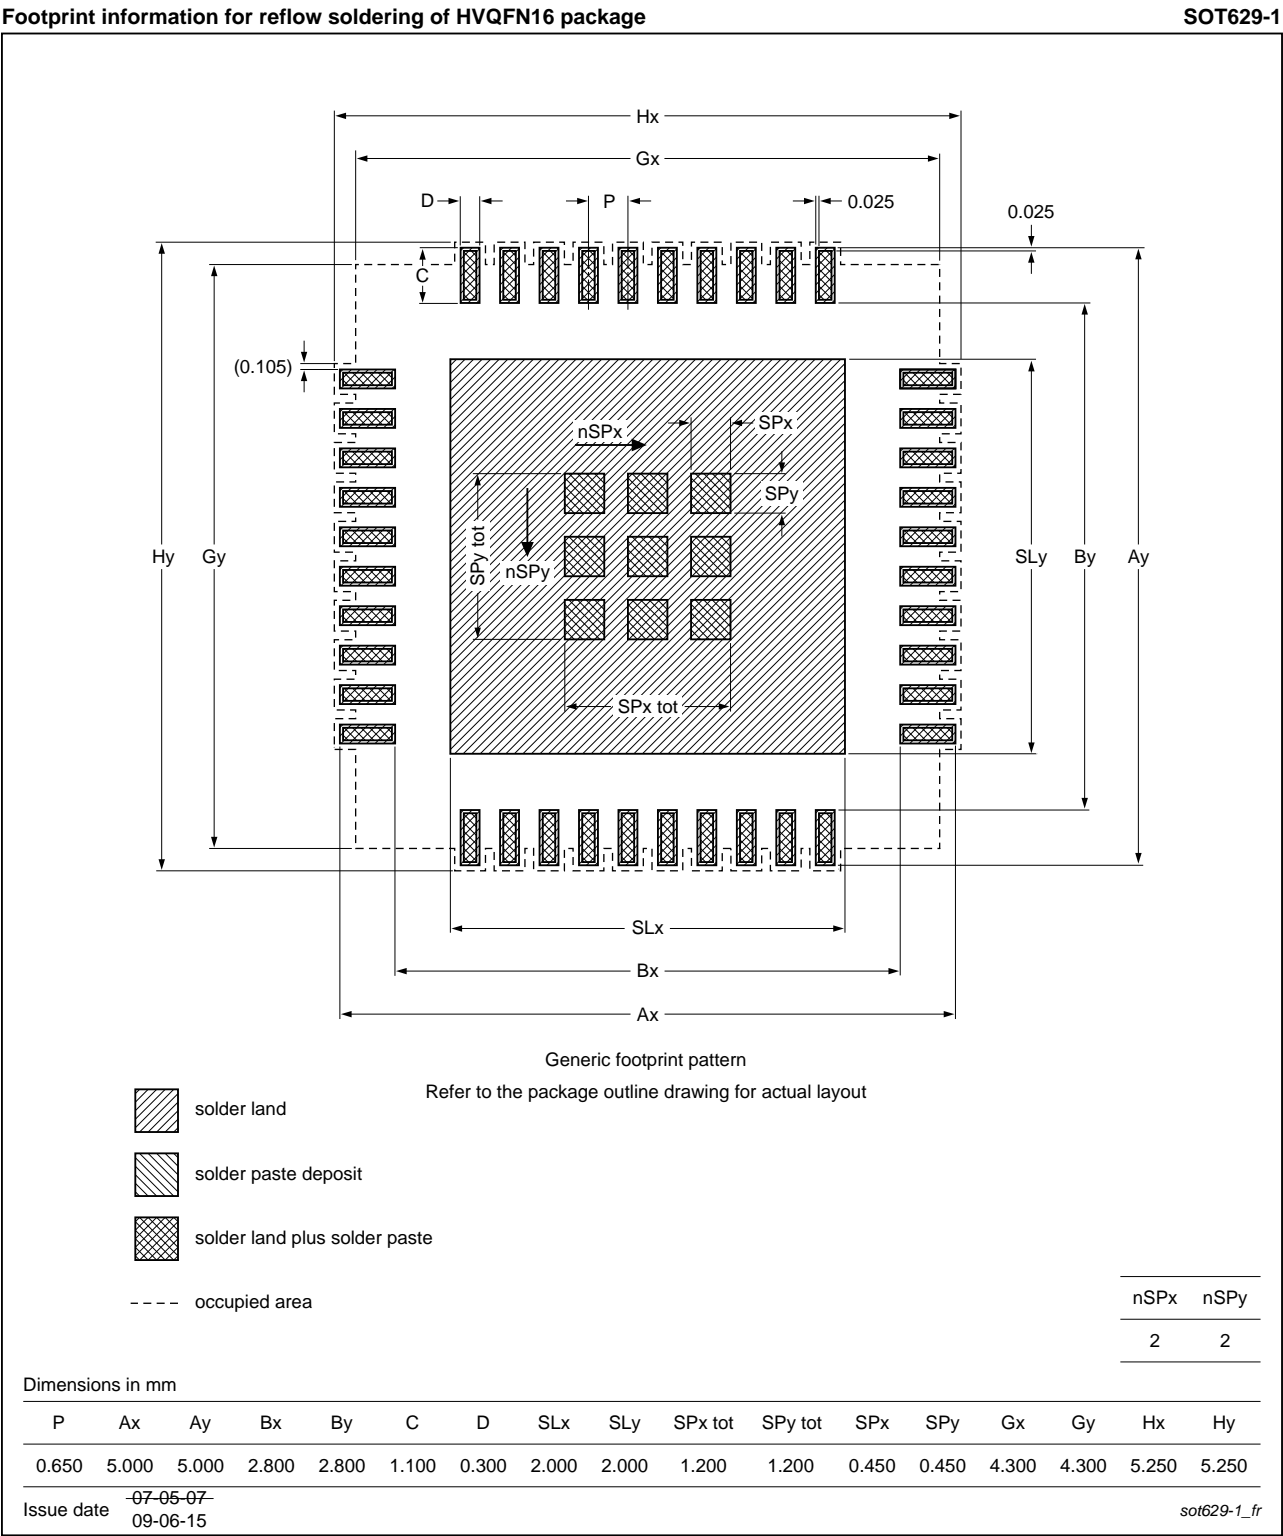 Footprint information for reflow soldering of HVQFN16 package SOT629-1
Hx
Gx
D P 0.025
0.025
C
(0.105)
nSPx SPx
SPy
SPy tot
nSPy
Hy Gy SLy By Ay
SPx tot
SLx
Bx
Ax
Generic footprint pattern
Refer to the package outline drawing for actual layout
solder land
solder paste deposit
solder land plus solder paste
occupied area
nSPx nSPy
2 2
Dimensions in mm
P Ax Ay Bx By C D SLx SLy SPx tot SPy tot SPx SPy Gx Gy Hx Hy
0.650 5.000 5.000 2.800 2.800 1.100 0.300 2.000 2.000 1.200 1.200 0.450 0.450 4.300 4.300 5.250 5.250
Issue date 07-05-07
09-06-15
sot629-1_fr